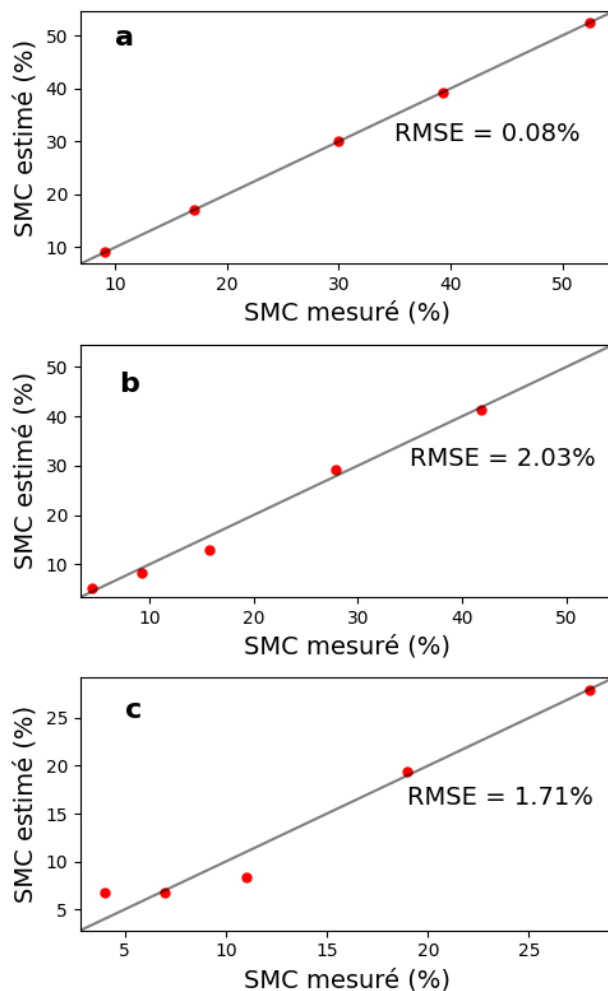 a
50
40
30
20
10
SMC estimé (%)
RMSE = 0.08%
10 20 30 40 50
SMC mesuré (%)
b
50
40
30
20
10
SMC estimé (%)
RMSE = 2.03%
10 20 30 40 50
SMC mesuré (%)
c
25
20
15
10
5
SMC estimé (%)
RMSE = 1.71%
5 10 15 20 25
SMC mesuré (%)